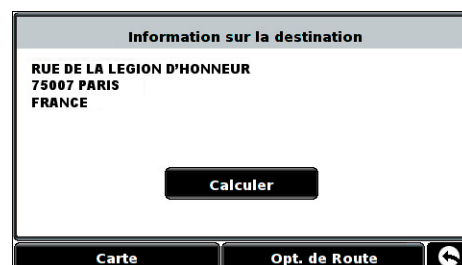 Information sur la destination
RUE DE LA LEGION D'HONNEUR
75007 PARIS
FRANCE
Calculer
Carte
Opt. de Route